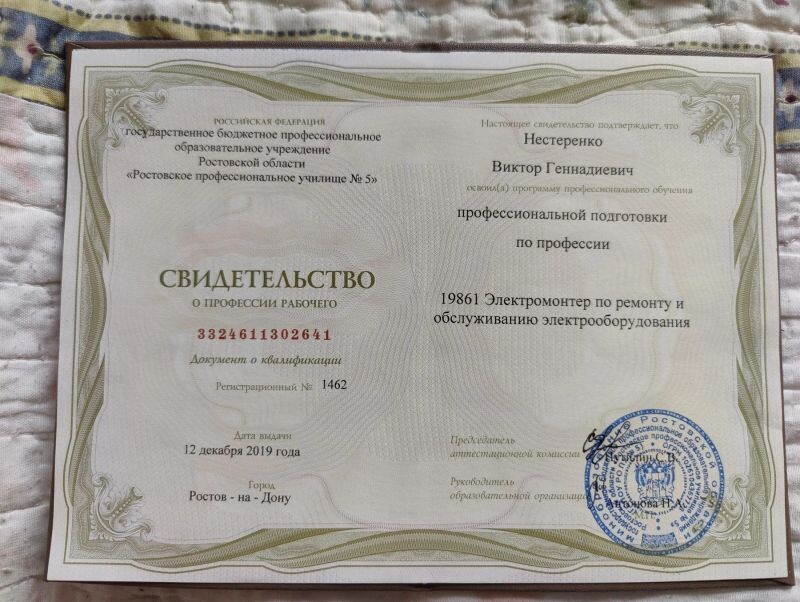 РОССИЙСКАЯ ФЕДЕРАЦИЯ
государственное бюджетное профессиональное
образовательное учреждение
Ростовской области
«Ростовское профессиональное училище № 5»
СВИДЕТЕЛЬСТВО
О ПРОФЕССИИ РАБОЧЕГО
3324611302641
Документ о квалификации
Регистрационный № 1462
Дата выдачи
12 декабря 2019 года
Город
Ростов - на - Дону
Настоящее свидетельство подтверждает, что
Нестеренко
Виктор Геннадиевич
освоил(а) программу профессионального обучения
профессиональной подготовки
по профессии
19861 Электромонтер по ремонту и
обслуживанию электрооборудования
Председатель
аттестационной комиссии
Руководитель
образовательной организации
Антонова Н.А.